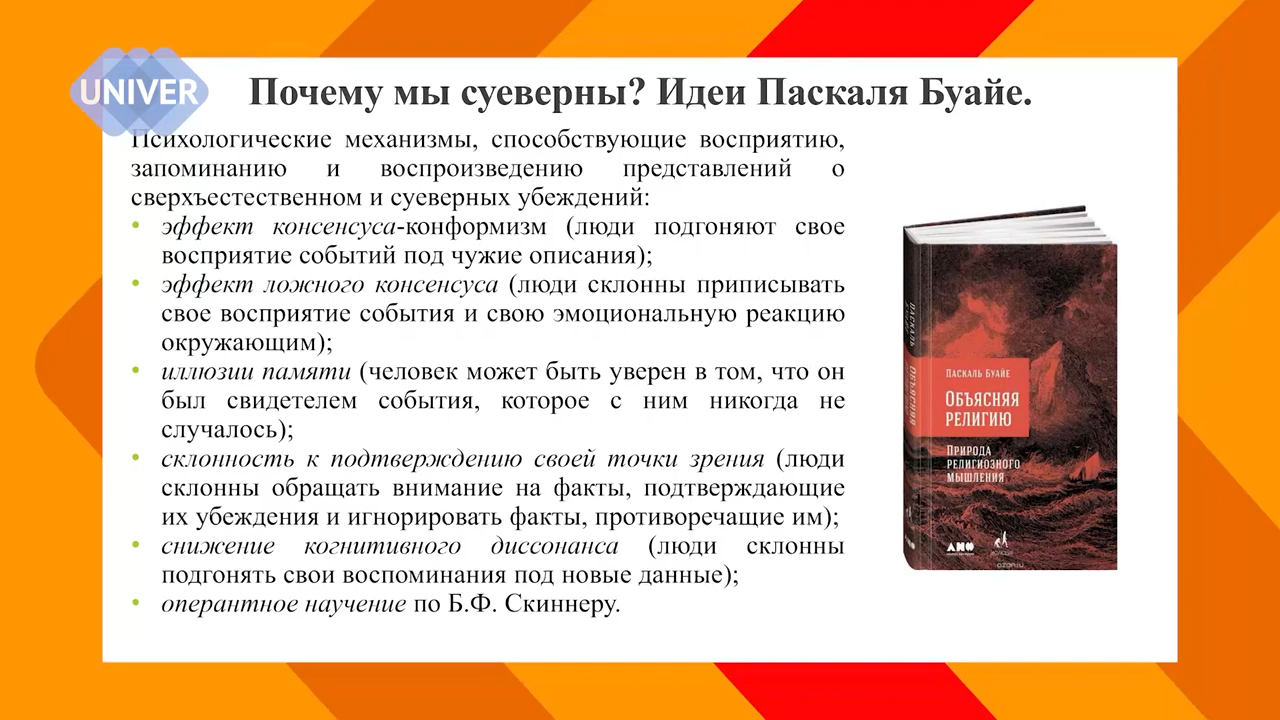 UNIVER
Почему мы суеверны? Идеи Паскаля Буайе.
Психологические механизмы, способствующие восприятию,
запоминанию и воспроизведению представлений о
сверхъестественном и суеверных убеждений:
• эффект консенсуса-конформизм (люди подгоняют свое
восприятие событий под чужие описания);
• эффект ложного консенсуса (люди склонны приписывать
свое восприятие события и свою эмоциональную реакцию
окружающим);
• иллюзии памяти (человек может быть уверен в том, что он
был свидетелем события, которое с ним никогда не
случалось);
• склонность к подтверждению своей точки зрения (люди
склонны обращать внимание на факты, подтверждающие
их убеждения и игнорировать факты, противоречащие им);
• снижение когнитивного диссонанса (люди склонны
подгонять свои воспоминания под новые данные);
• оперантное научение по Б.Ф. Скиннеру.
ПАСКАЛЬ БУАЙЕ
ОБЪЯСНЯЯ
РЕЛИГИЮ
ПРИРОДА
РЕЛИГИОЗНОГО
МЫШЛЕНИЯ